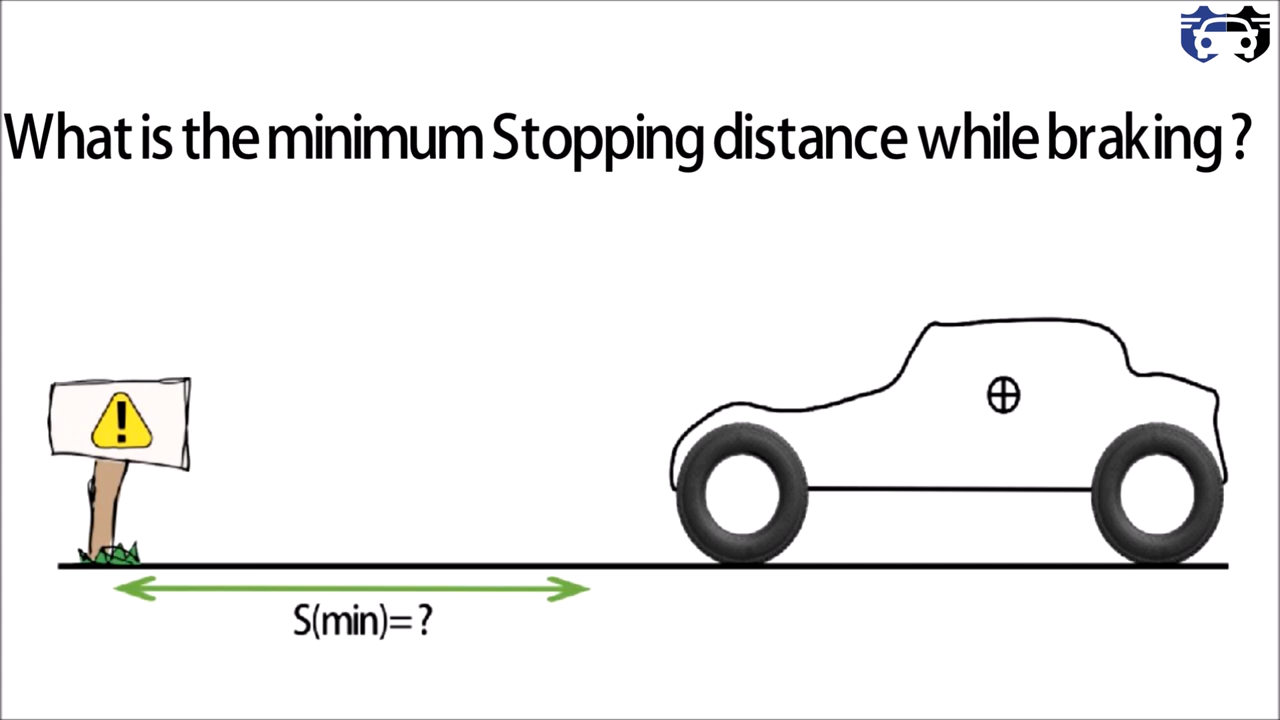 What is the minimum Stopping distance while braking ?
!
S(min)= ?